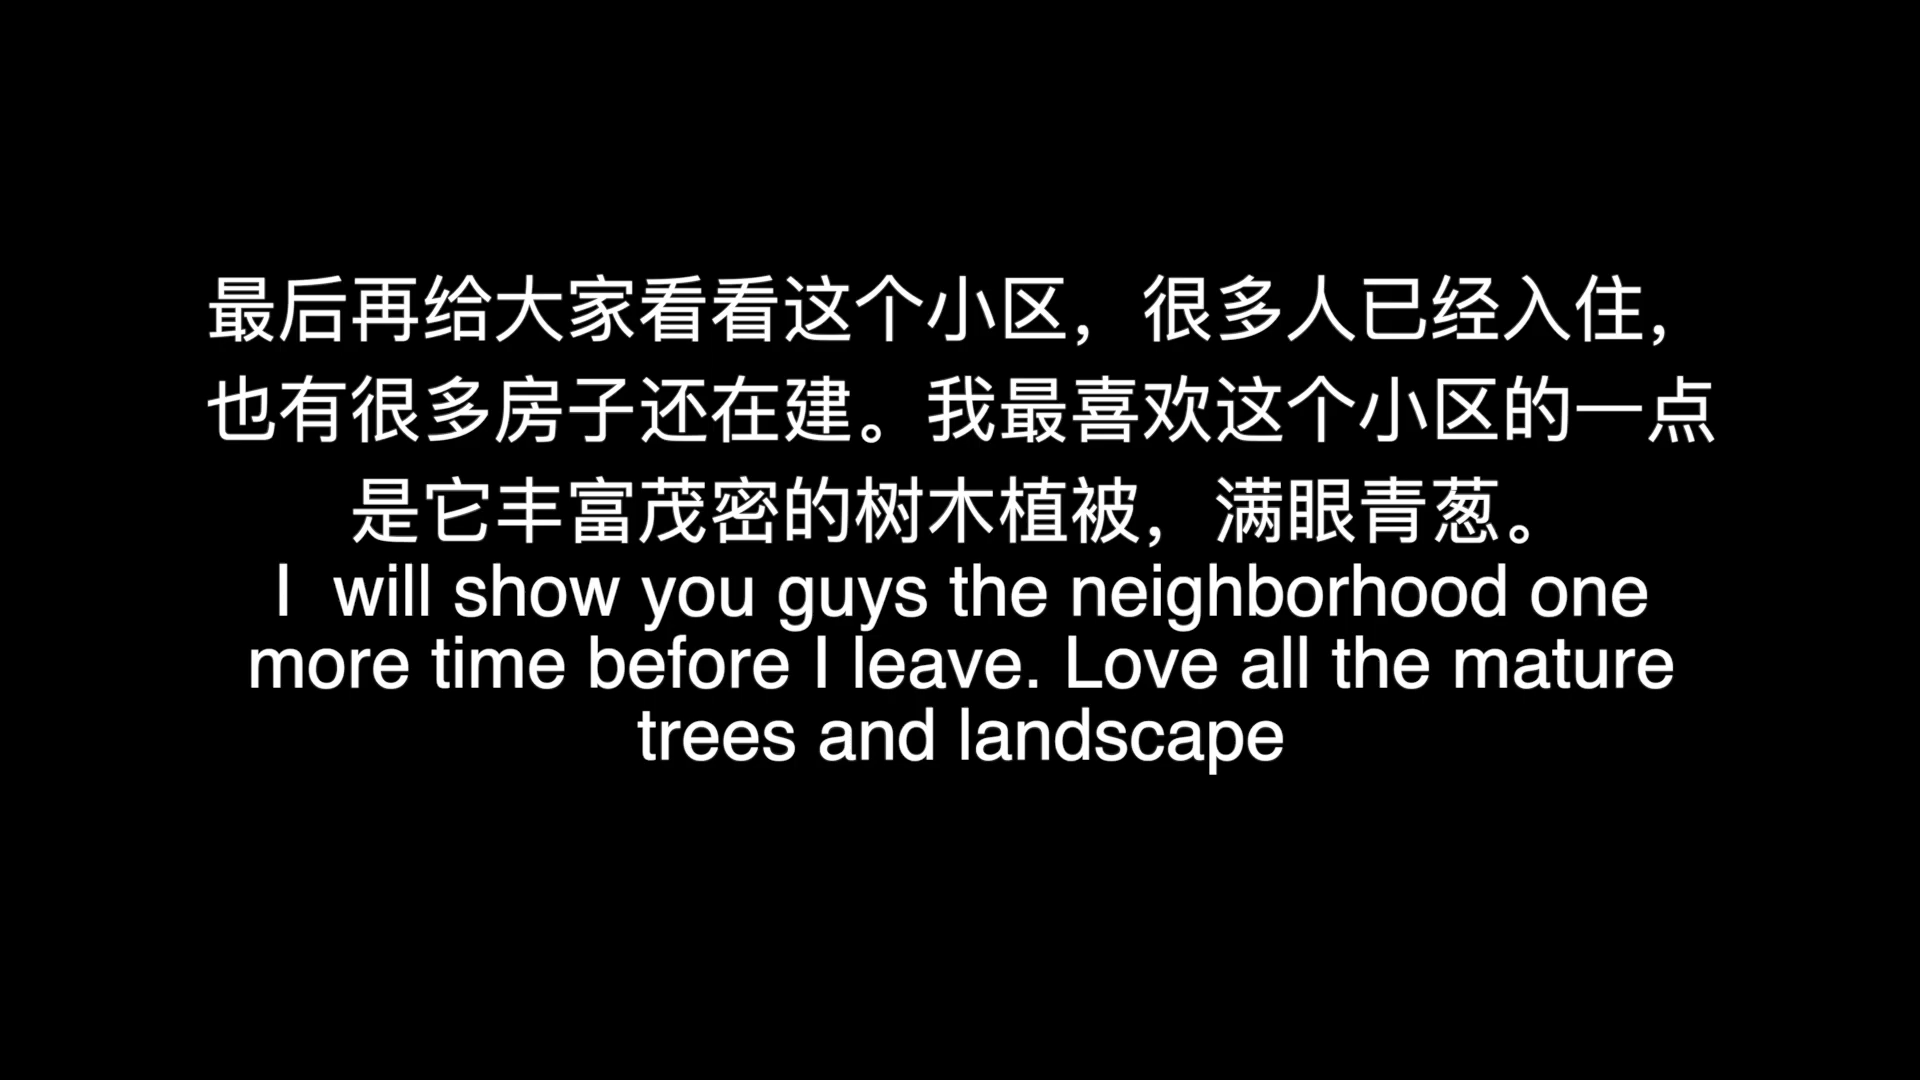 最后再给大家看看这个小区，很多人已经入住，
也有很多房子还在建。我最喜欢这个小区的一点
是它丰富茂密的树木植被，满眼青葱。
I  will show you guys the neighborhood one
more time before I leave. Love all the mature
trees and landscape